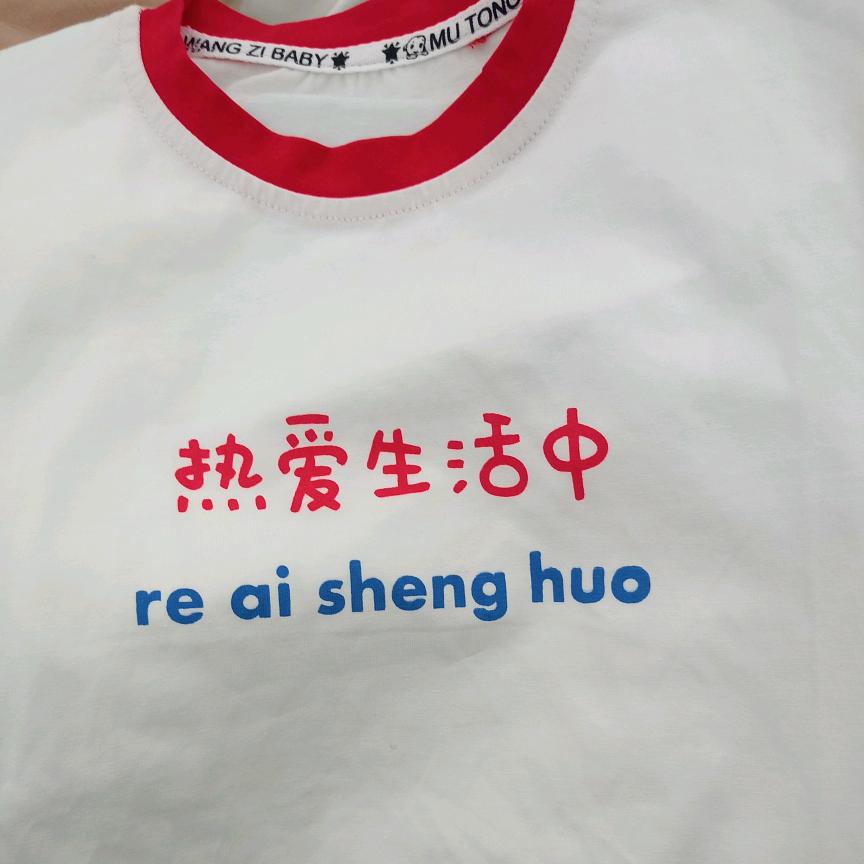 WANG ZI BABY MU TONG
热爱生活中
re ai sheng huo